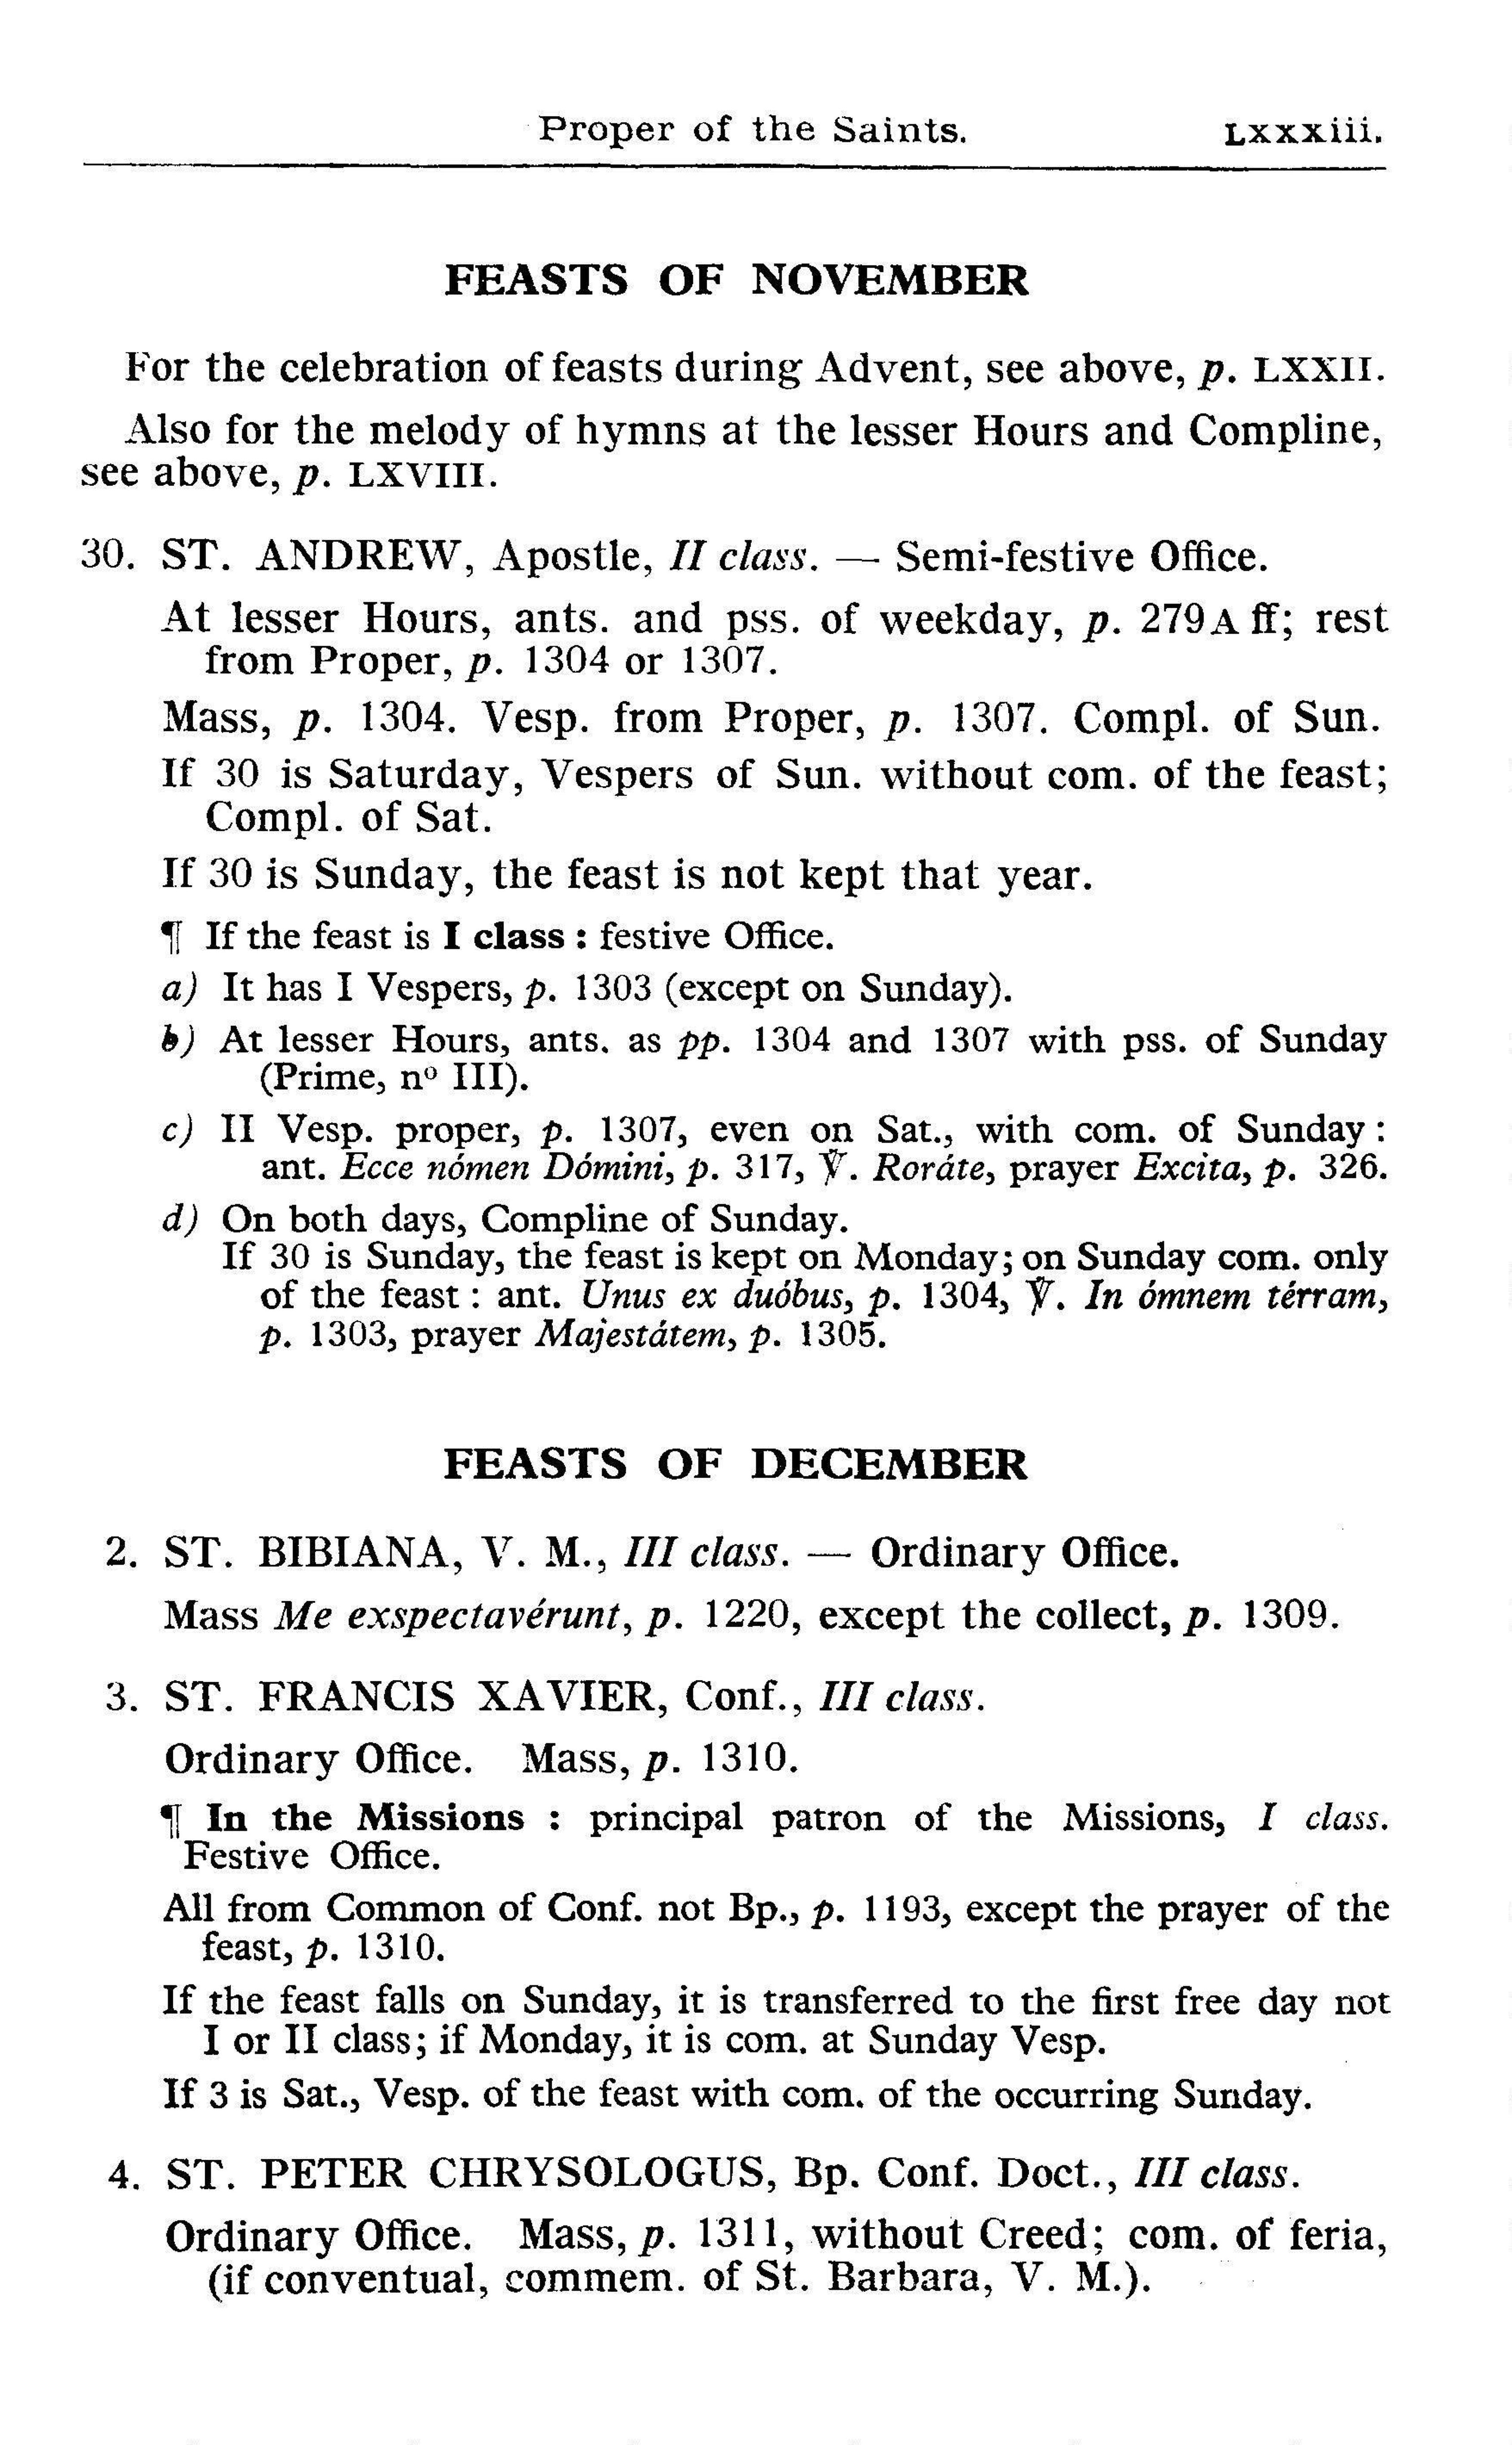 Proper of the Saints. Lxxxiii.
FEASTS OF NOVEMBER
For the celebration of feasts during Advent, see above, p. LXXII.
Also for the melody of hymns at the lesser Hours and Compline,
see above, p. LXVIII.
30. ST. ANDREW, Apostle, II class. — Semi-festive Office.
At lesser Hours, ants. and pss. of weekday, p. 279A ff; rest
from Proper, p. 1304 or 1307.
Mass, p. 1304. Vesp. from Proper, p. 1307. Compl. of Sun.
If 30 is Saturday, Vespers of Sun. without com. of the feast;
Compl. of Sat.
If 30 is Sunday, the feast is not kept that year.
¶ If the feast is I class : festive Office.
a) It has I Vespers, p. 1303 (except on Sunday).
b) At lesser Hours, ants. as pp. 1304 and 1307 with pss. of Sunday
(Prime, nº III).
c) II Vesp. proper, p. 1307, even on Sat., with com. of Sunday :
ant. Ecce nómen Dómini, p. 317, ℣. Roráte, prayer Excita, p. 326.
d) On both days, Compline of Sunday.
If 30 is Sunday, the feast is kept on Monday; on Sunday com. only
of the feast : ant. Unus ex duóbus, p. 1304, ℣. In ómnem térram,
p. 1303, prayer Majestátem, p. 1305.
FEASTS OF DECEMBER
2. ST. BIBIANA, V. M., III class. — Ordinary Office.
Mass Me exspectavérunt, p. 1220, except the collect, p. 1309.
3. ST. FRANCIS XAVIER, Conf., III class.
Ordinary Office. Mass, p. 1310.
¶ In the Missions : principal patron of the Missions, I class.
Festive Office.
All from Common of Conf. not Bp., p. 1193, except the prayer of the
feast, p. 1310.
If the feast falls on Sunday, it is transferred to the first free day not
I or II class; if Monday, it is com. at Sunday Vesp.
If 3 is Sat., Vesp. of the feast with com. of the occurring Sunday.
4. ST. PETER CHRYSOLOGUS, Bp. Conf. Doct., III class.
Ordinary Office. Mass, p. 1311, without Creed; com. of feria,
(if conventual, commem. of St. Barbara, V. M.).